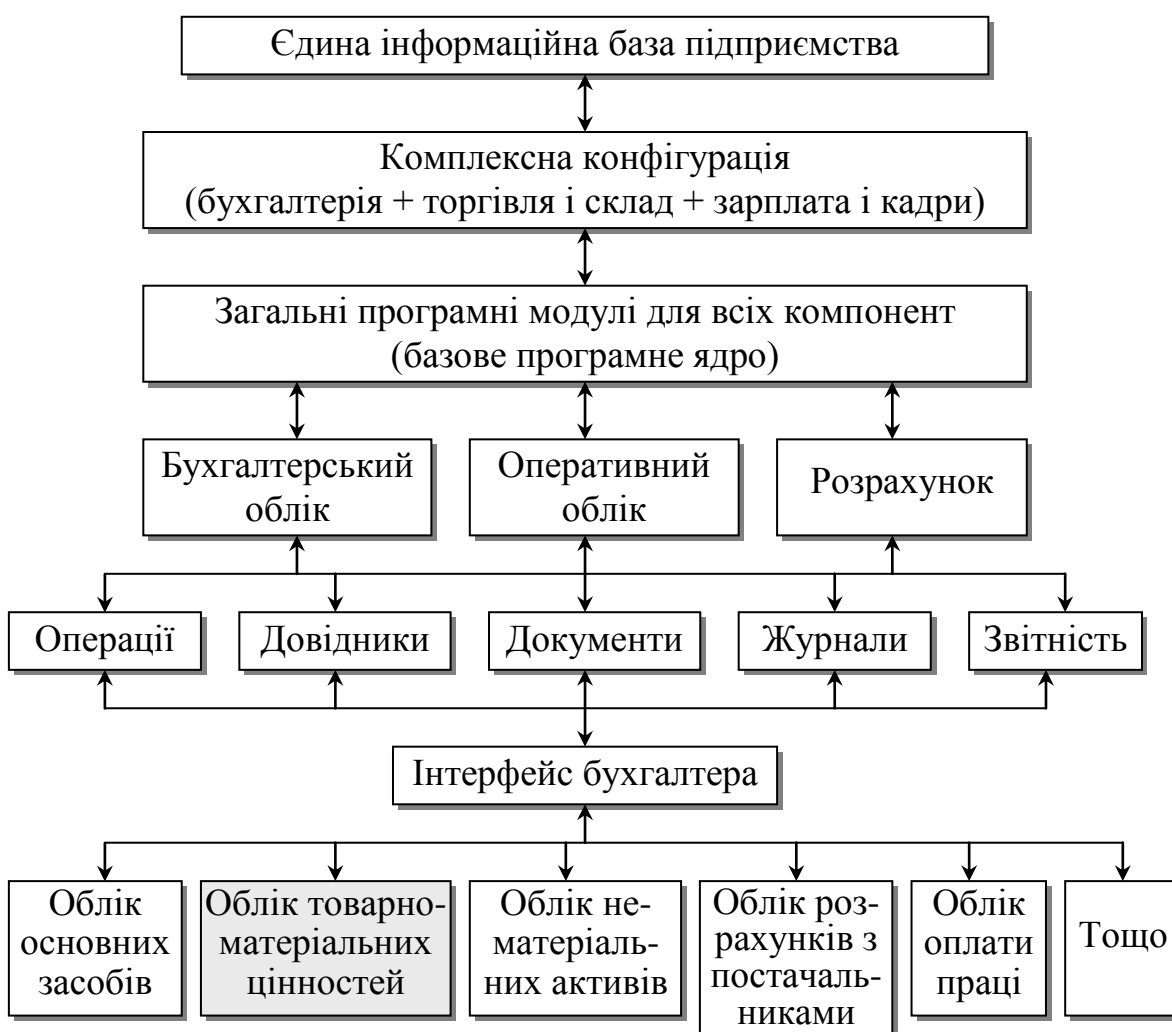 Єдина інформаційна база підприємства
Комплексна конфігурація
(бухгалтерія + торгівля і склад + зарплата і кадри)
Загальні програмні модулі для всіх компонент
(базове програмне ядро)
Бухгалтерський
облік
Оперативний
облік
Розрахунок
Операції
Довідники
Документи
Журнали
Звітність
Інтерфейс бухгалтера
Облік
основних
засобів
Облік товарно-
матеріальних
цінностей
Облік не-
матеріаль-
них активів
Облік роз-
рахунків з
постачаль-
никами
Облік
оплати
праці
Тощо